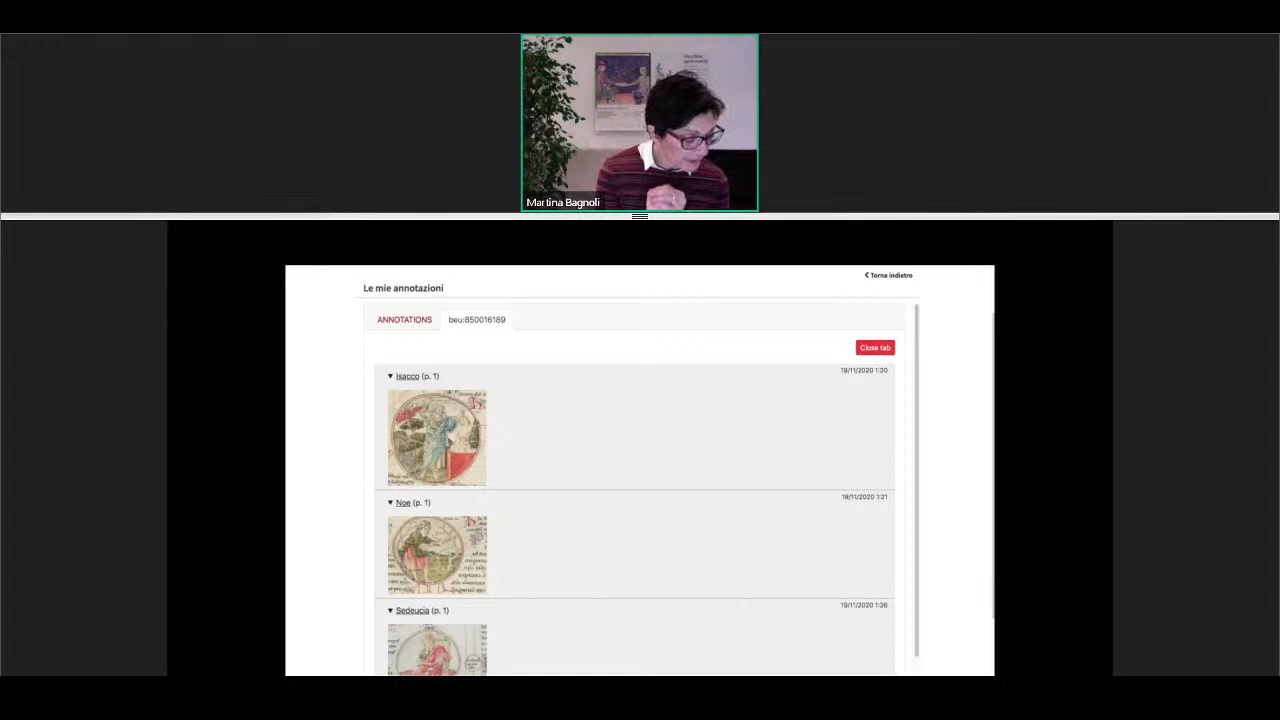 Martina Bagnoli
Torna indietro
Le mie annotazioni
ANNOTATIONS beu:850016189
Close tab
Isacco (p. 1) 19/11/2020 1:20
Noe (p. 1) 19/11/2020 1:21
Sedeucia (p. 1) 19/11/2020 1:26